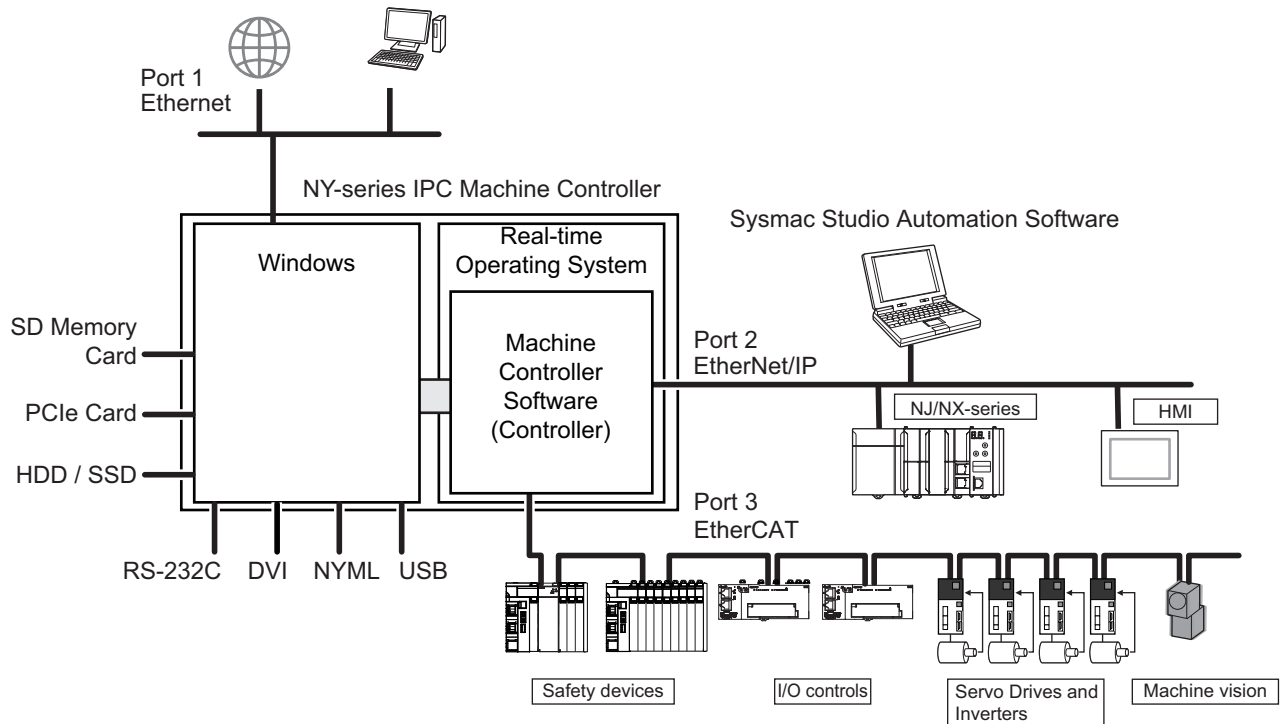 Port 1
Ethernet
NY-series IPC Machine Controller
Sysmac Studio Automation Software
Windows
Real-time
Operating System
SD Memory
Card
PCIe Card
HDD / SSD
Machine
Controller
Software
(Controller)
Port 2
EtherNet/IP
NJ/NX-series
HMI
Port 3
EtherCAT
RS-232C
DVI
NYML
USB
Safety devices
I/O controls
Servo Drives and
Inverters
Machine vision